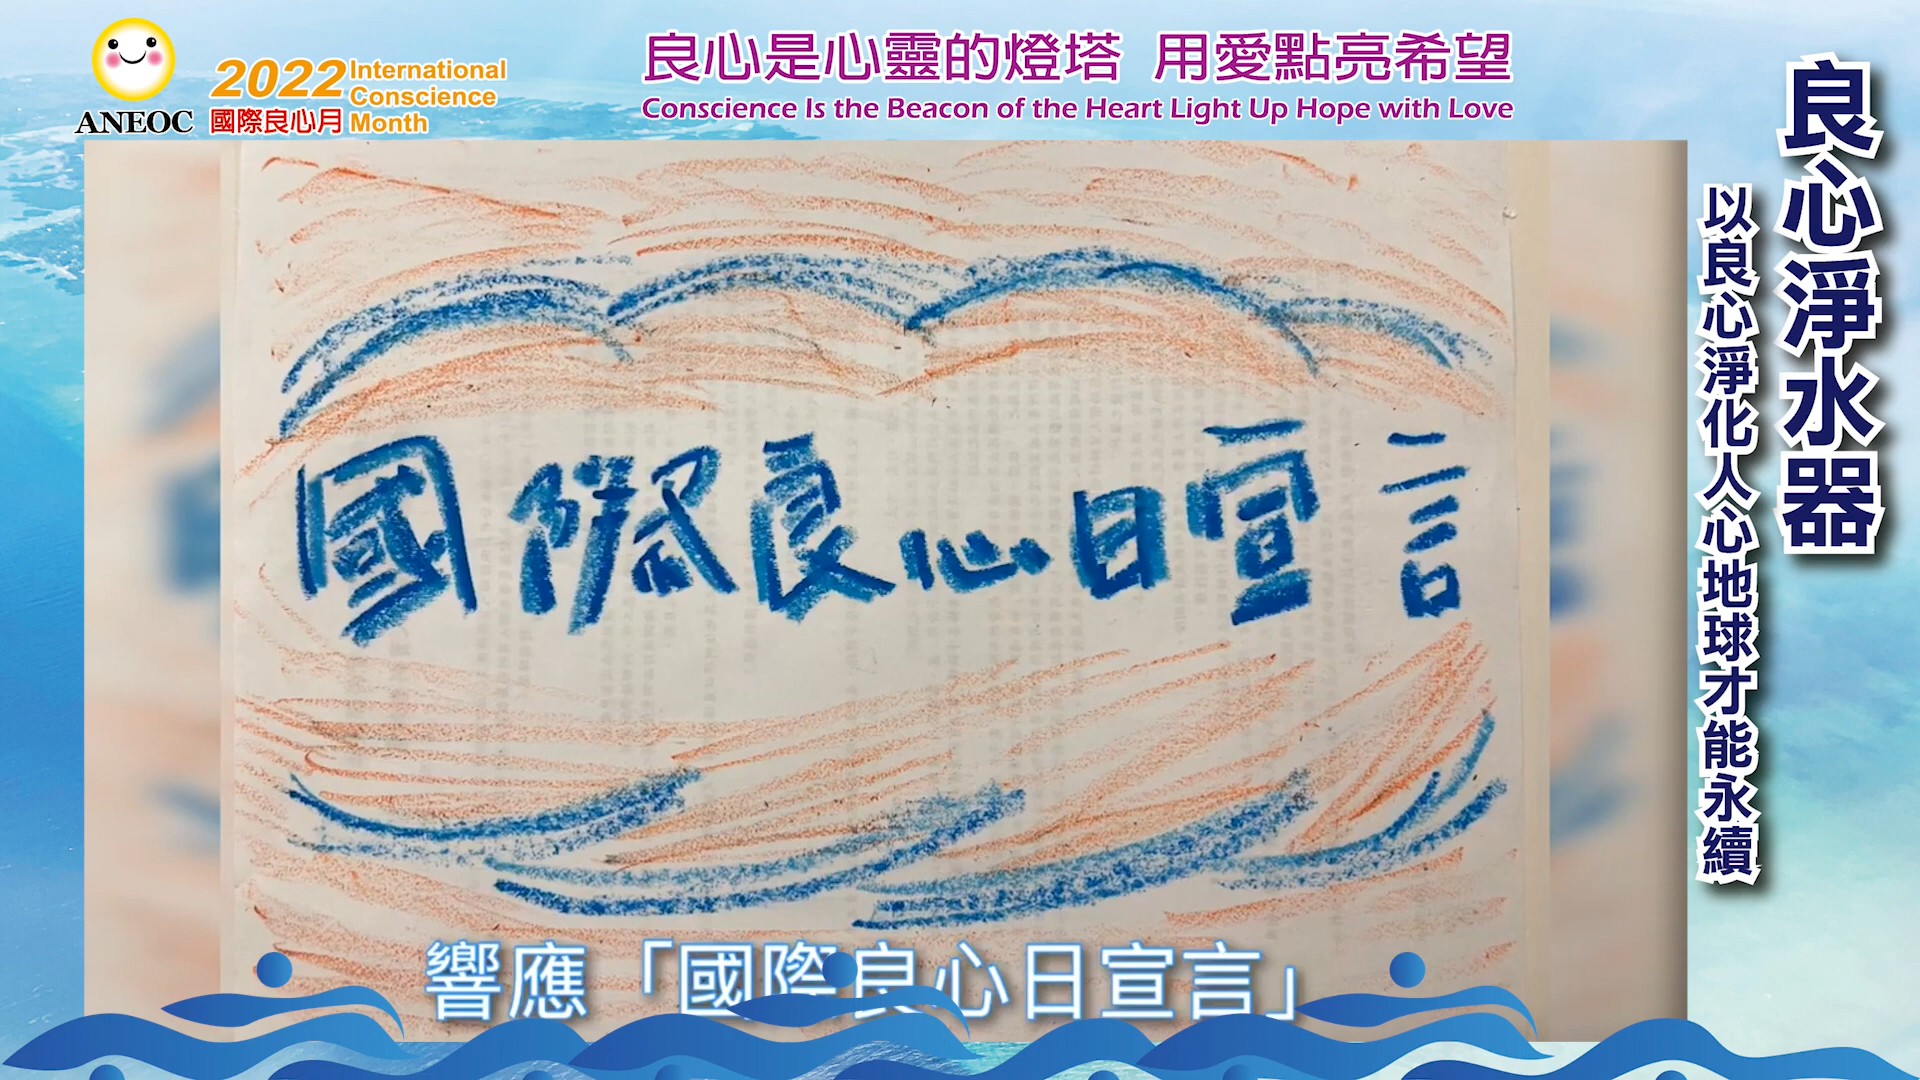 ANEOC
2022 International
Conscience
國際良心月 Month
良心是心靈的燈塔 用愛點亮希望
Conscience Is the Beacon of the Heart Light Up Hope with Love
良心淨水器
以良心淨化人心地球才能永續
國際良心日宣言
響應「國際良心日宣言」